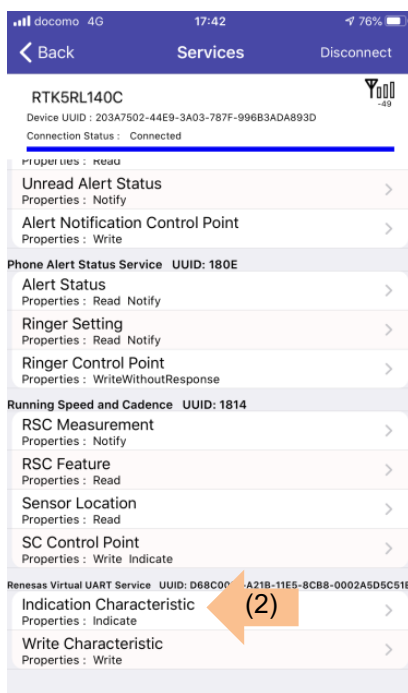 docomo 4G 17:42 76%
Back Services Disconnect
RTK5RL140C
-49
Device UUID : 203A7502-44E9-3A03-787F-996B3ADA893D
Connection Status : Connected
Properties : Read
Unread Alert Status
Properties : Notify
Alert Notification Control Point
Properties : Write
Phone Alert Status Service UUID: 180E
Alert Status
Properties : Read Notify
Ringer Setting
Properties : Read Notify
Ringer Control Point
Properties : WriteWithoutResponse
Running Speed and Cadence UUID: 1814
RSC Measurement
Properties : Notify
RSC Feature
Properties : Read
Sensor Location
Properties : Read
SC Control Point
Properties : Write Indicate
Renesas Virtual UART Service UUID: D68C00 -A21B-11E5-8CB8-0002A5D5C51B
Indication Characteristic
(2)
Properties : Indicate
Write Characteristic
Properties : Write